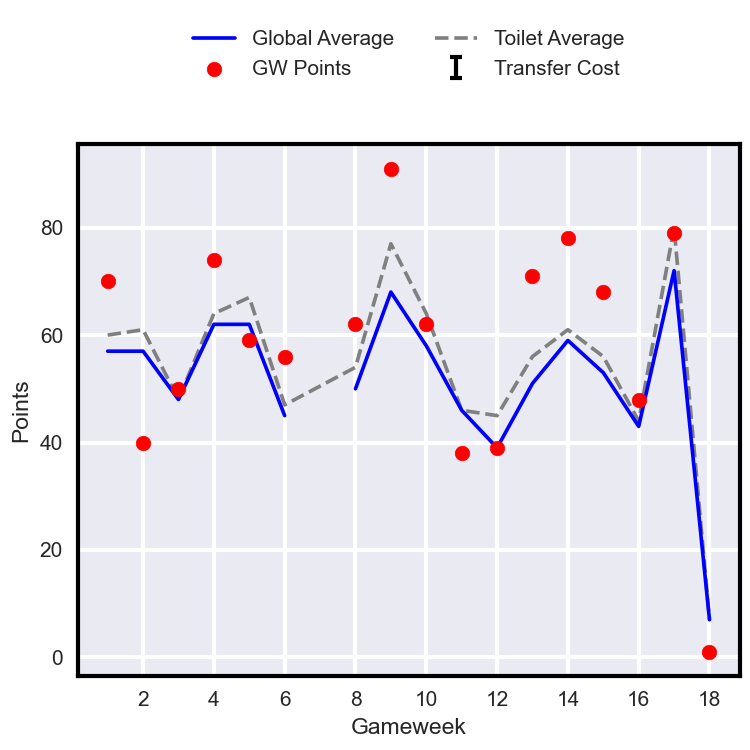 Global Average Toilet Average
GW Points Transfer Cost
80
60
40
20
0
Points
2 4 6 8 10 12 14 16 18
Gameweek